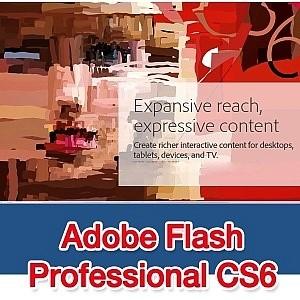 Expansive reach,
expressive content
Create richer interactive content for desktops,
tablets, devices, and TV.
Adobe Flash
Professional CS6